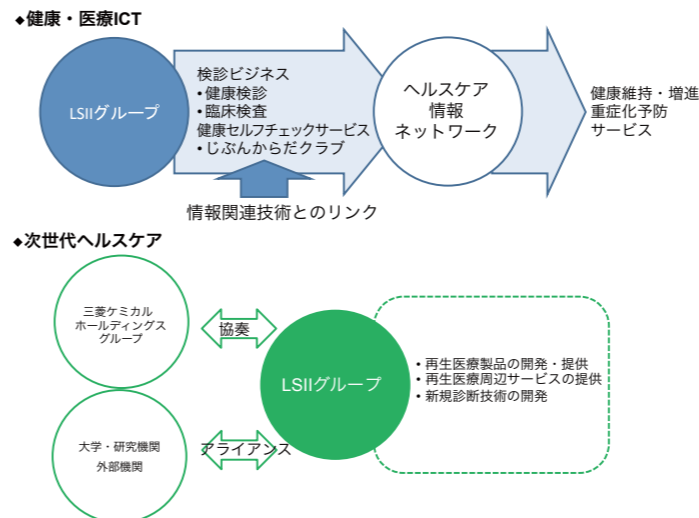 ◆健康・医療ICT
LSIIグループ
検診ビジネス
•健康検診
•臨床検査
健康セルフチェックサービス
•じぶんからだクラブ
ヘルスケア
情報
ネットワーク
健康維持・増進
重症化予防
サービス
情報関連技術とのリンク
◆次世代ヘルスケア
三菱ケミカル
ホールディングス
グループ
協奏
LSIIグループ
• 再生医療製品の開発・提供
• 再生医療周辺サービスの提供
• 新規診断技術の開発
大学・研究機関
外部機関
アライアンス